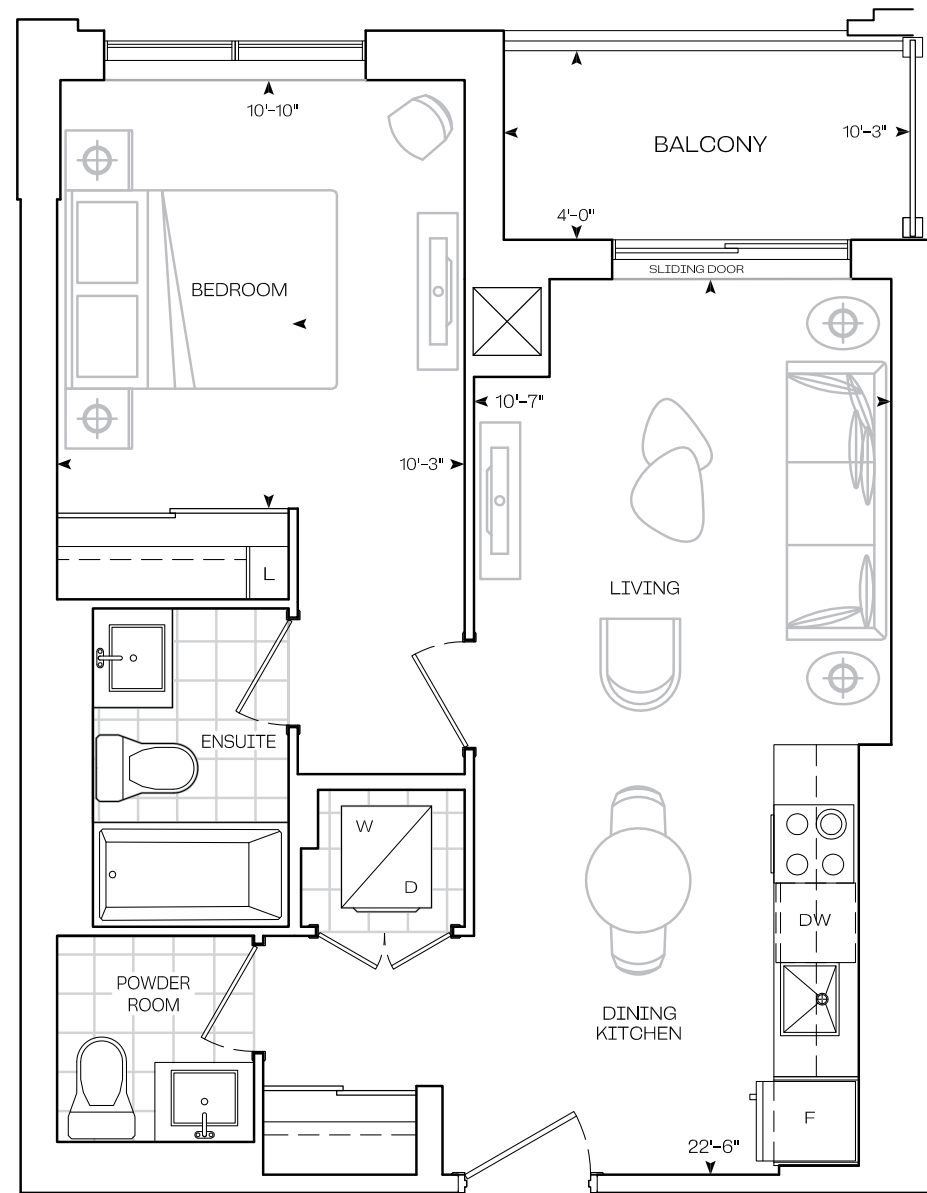 10'-10"
BALCONY
10'-3"
4'-0"
SLIDING DOOR
BEDROOM
10'-7"
10'-3"
L
LIVING
ENSUITE
W
D
DW
POWDER
ROOM
DINING
KITCHEN
F
22'-6"